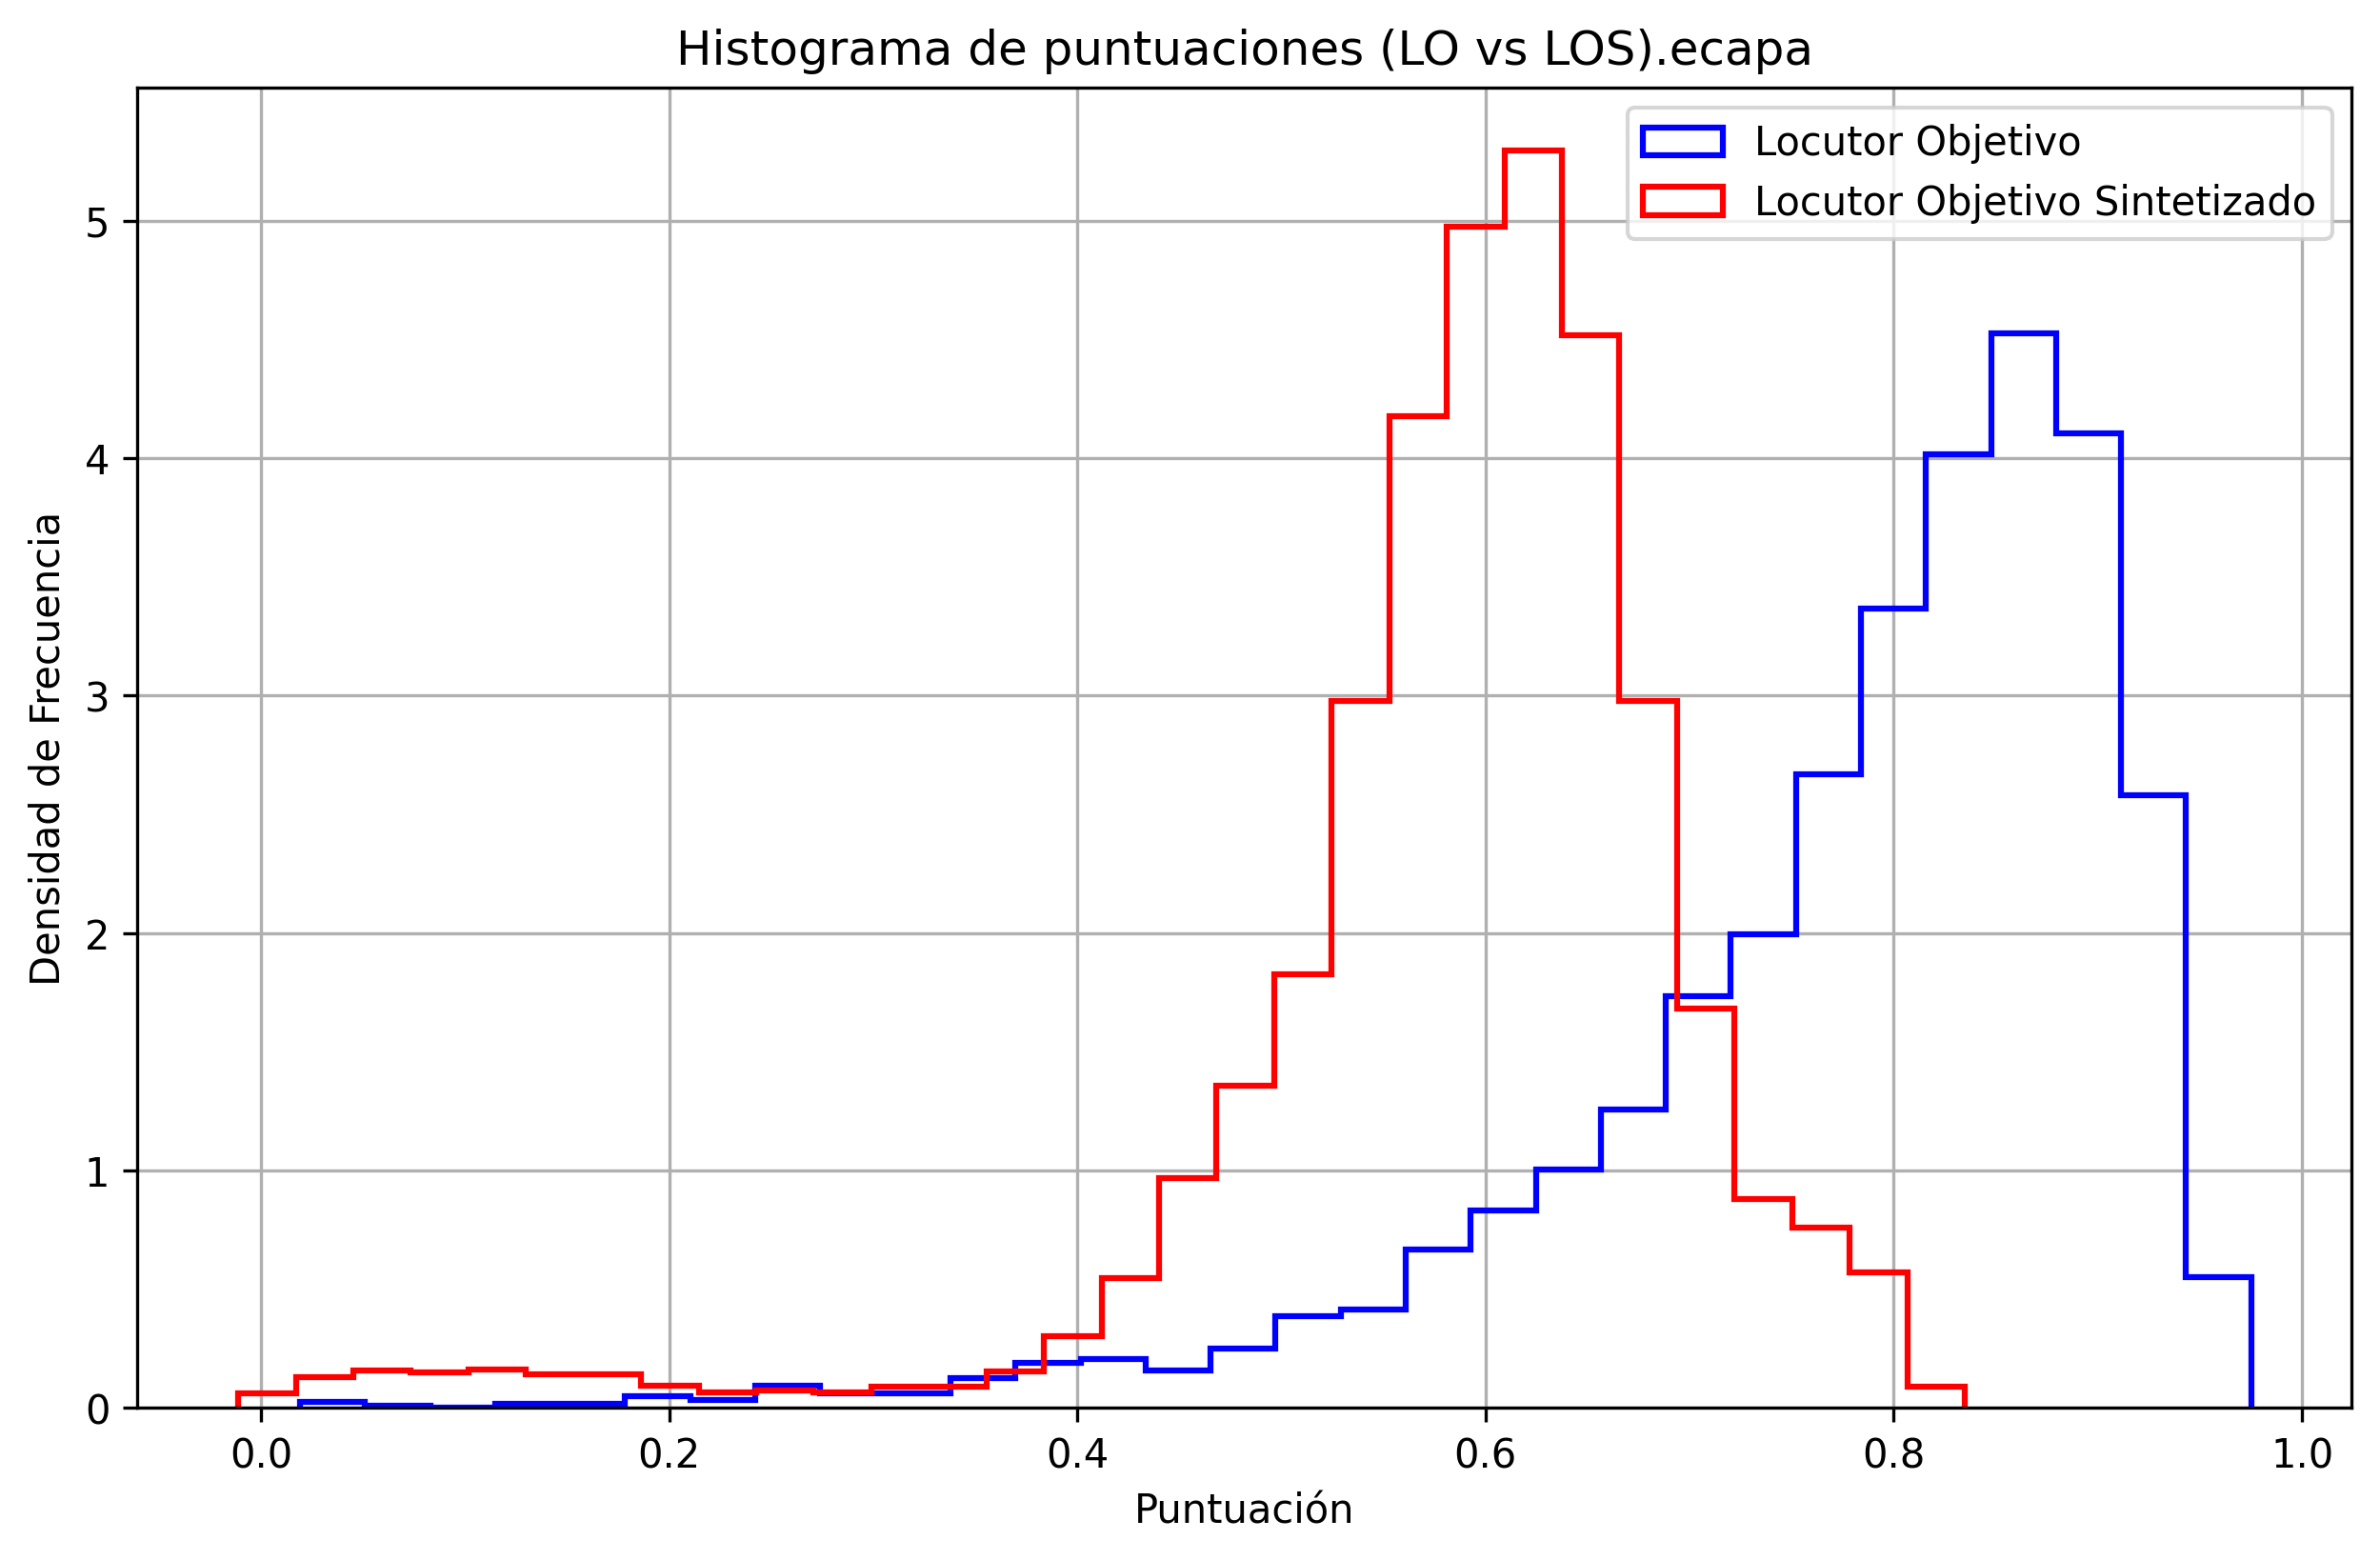 Histograma de puntuaciones (LO vs LOS).ecapa
Locutor Objetivo
Locutor Objetivo Sintetizado
Densidad de Frecuencia
5
4
3
2
1
0
0.0 0.2 0.4 0.6 0.8 1.0
Puntuación